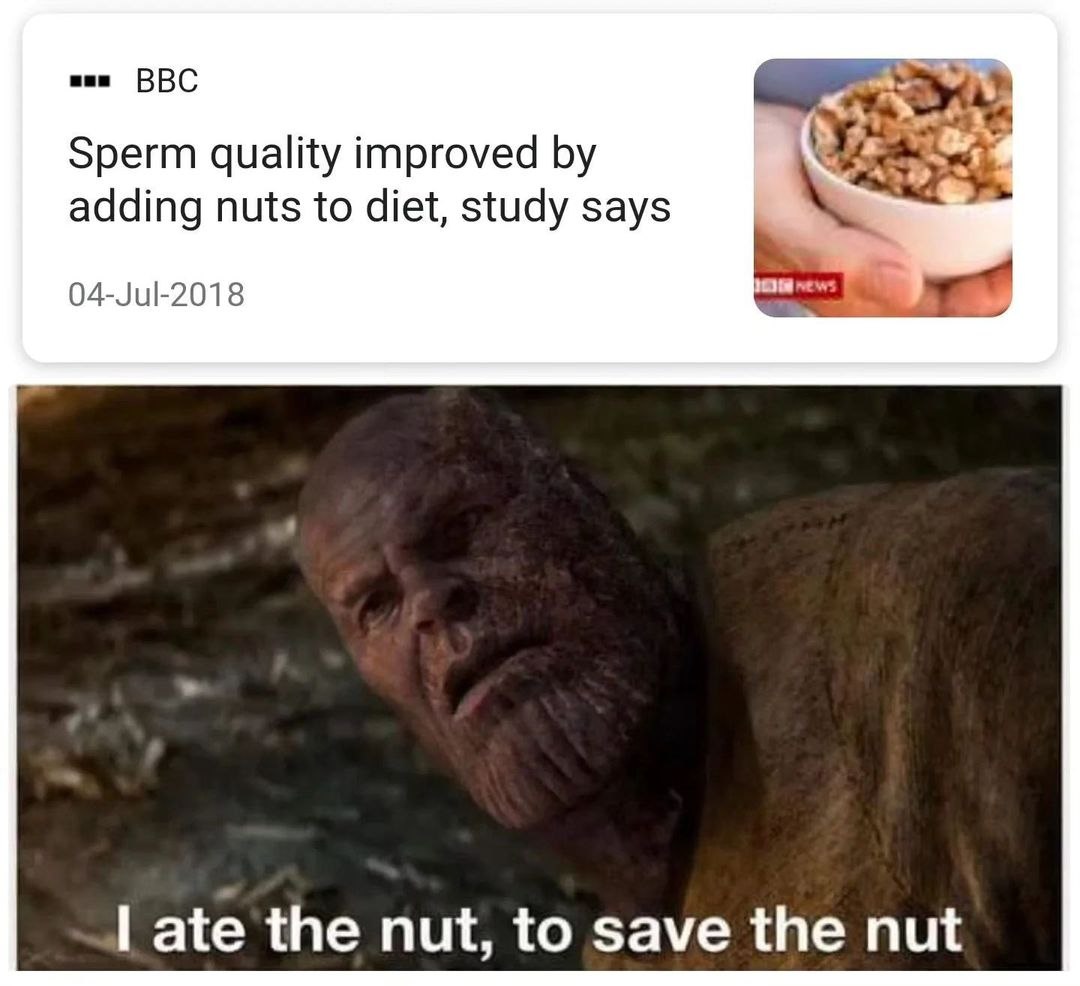 BBC
Sperm quality improved by
adding nuts to diet, study says
04-Jul-2018
BBC NEWS
I ate the nut, to save the nut